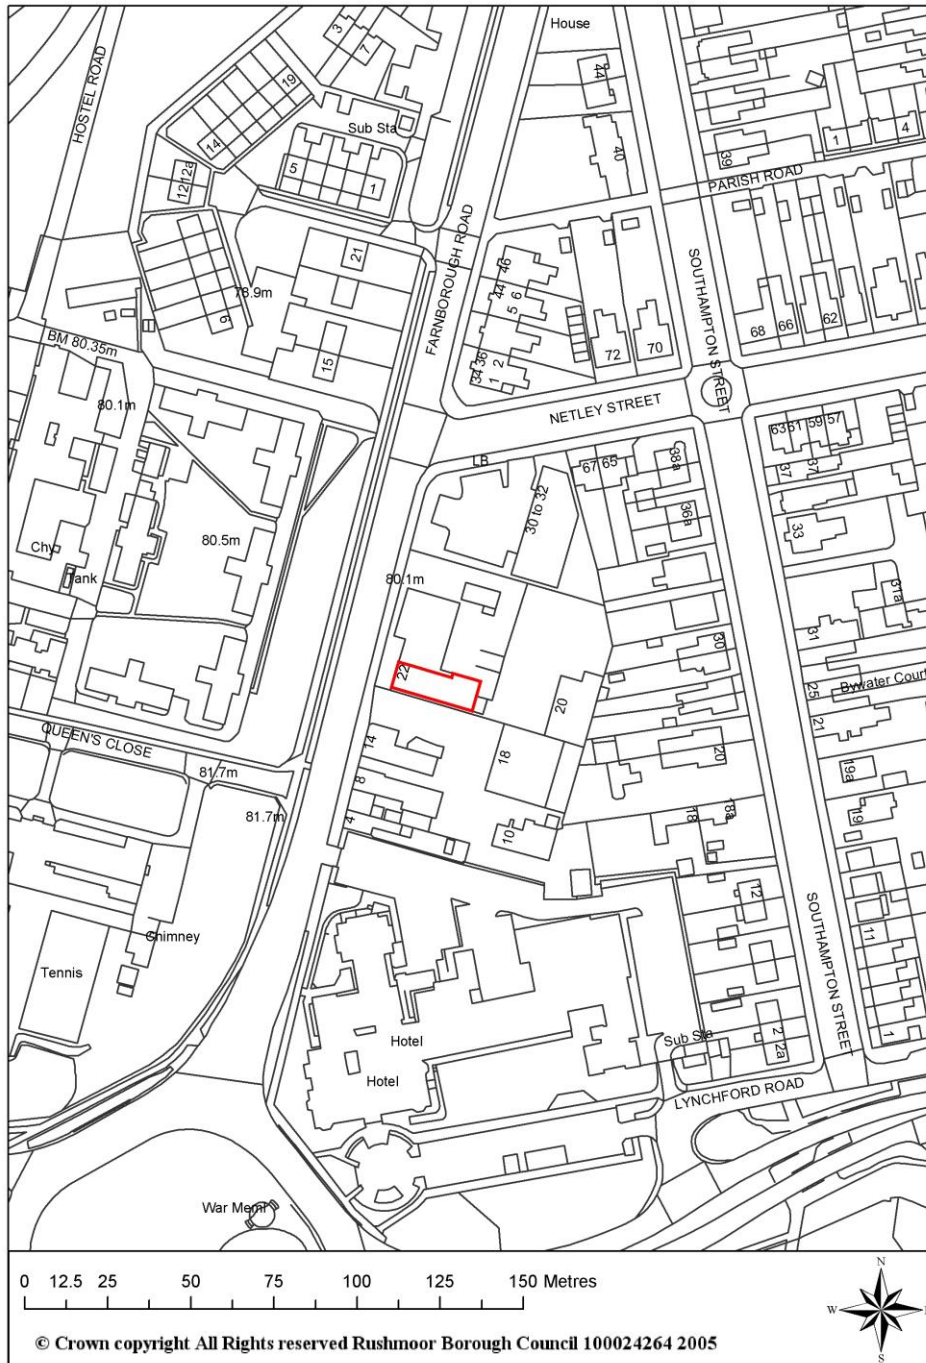 House
3
7
44
HOSTEL ROAD
19
14
Sub Sta
40
39
1
4
PARISH ROAD
12a
12
5
1
FARNBOROUGH ROAD
21
78.9m
6
15
BM 80.35m
80.1m
44
46
5
6
34
36
1
2
72
70
SOUTHAMPTON STREET
68
66
62
NETLEY STREET
LB
67
65
38a
63
61
59
57
37
37
30 to 32
36a
33
80.5m
Chy
Tank
80.1m
31a
31
30
22
Bywater Court
25
20
21
QUEEN'S CLOSE
14
18
20
81.7m
8
19a
81.7m
4
10
18
18a
19
12
11
Chimney
Tennis
SOUTHAMPTON STREET
Hotel
Sub Sta
2
2a
1
Hotel
LYNCHFORD ROAD
War Meml
0 12.5 25 50 75 100 125 150 Metres
N
W
S
© Crown copyright All Rights reserved Rushmoor Borough Council 100024264 2005